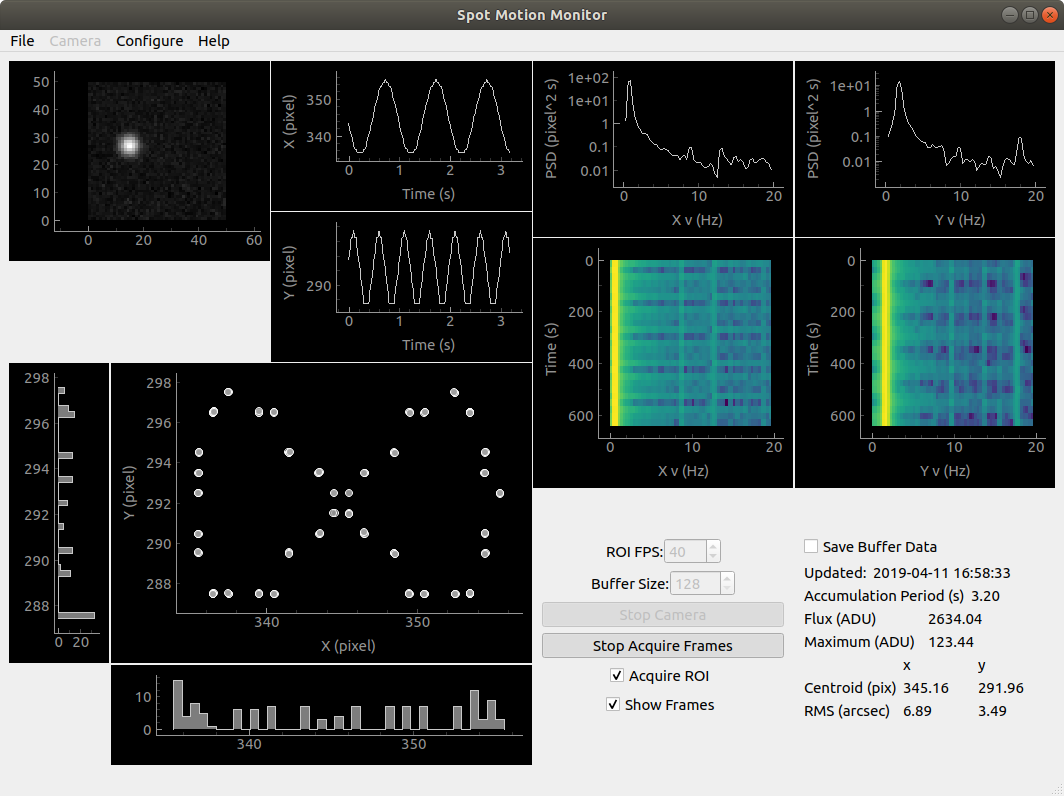 Spot Motion Monitor
File Camera Configure Help
50
40
30
20
10
0
0 20 40 60
X (pixel)
350
340
0 1 2 3
Time (s)
Y (pixel)
290
0 1 2 3
Time (s)
PSD (pixel^2 s)
1e+02
1e+01
1
0.1
0.01
0 10 20
X v (Hz)
PSD (pixel^2 s)
1e+01
1
0.1
0.01
0 10 20
Y v (Hz)
Time (s)
0
200
400
600
0 10 20
X v (Hz)
Time (s)
0
200
400
600
0 10 20
Y v (Hz)
298
296
294
292
290
288
0 20
Y (pixel)
298
296
294
292
290
288
340 350
X (pixel)
10
0
340 350
ROI FPS: 40
Buffer Size: 128
Stop Camera
Stop Acquire Frames
Acquire ROI
Show Frames
Save Buffer Data
Updated: 2019-04-11 16:58:33
Accumulation Period (s) 3.20
Flux (ADU) 2634.04
Maximum (ADU) 123.44
x y
Centroid (pix) 345.16 291.96
RMS (arcsec) 6.89 3.49